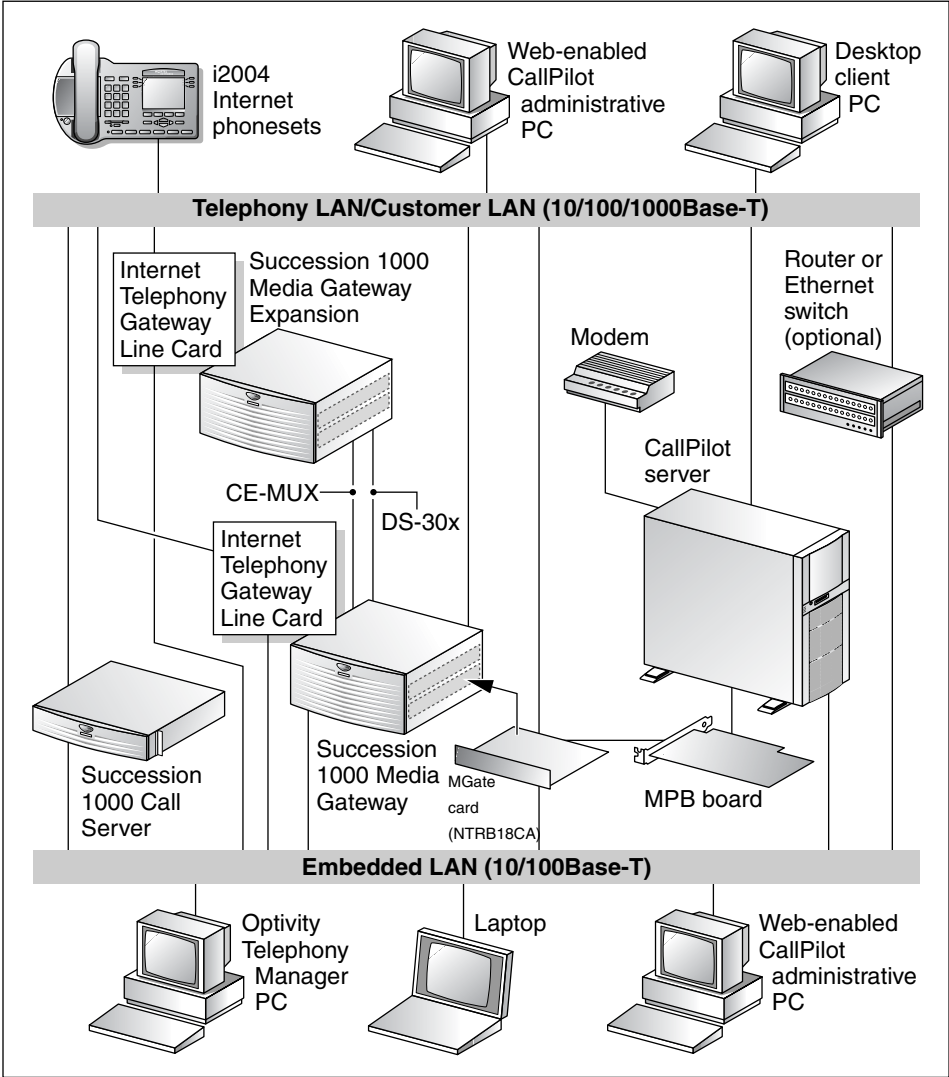 i2004
Internet
phonesets
Web-enabled
CallPilot
administrative
PC
Desktop
client
PC
Telephony LAN/Customer LAN (10/100/1000Base-T)
Internet
Telephony
Gateway
Line Card
Succession 1000
Media Gateway
Expansion
Modem
Router or
Ethernet
switch
(optional)
CallPilot
server
CE-MUX
DS-30x
Internet
Telephony
Gateway
Line Card
Succession
1000 Call
Server
Succession
1000 Media
Gateway
MGate
card
(NTRB18CA)
MPB board
Embedded LAN (10/100Base-T)
Optivity
Telephony
Manager
PC
Laptop
Web-enabled
CallPilot
administrative
PC